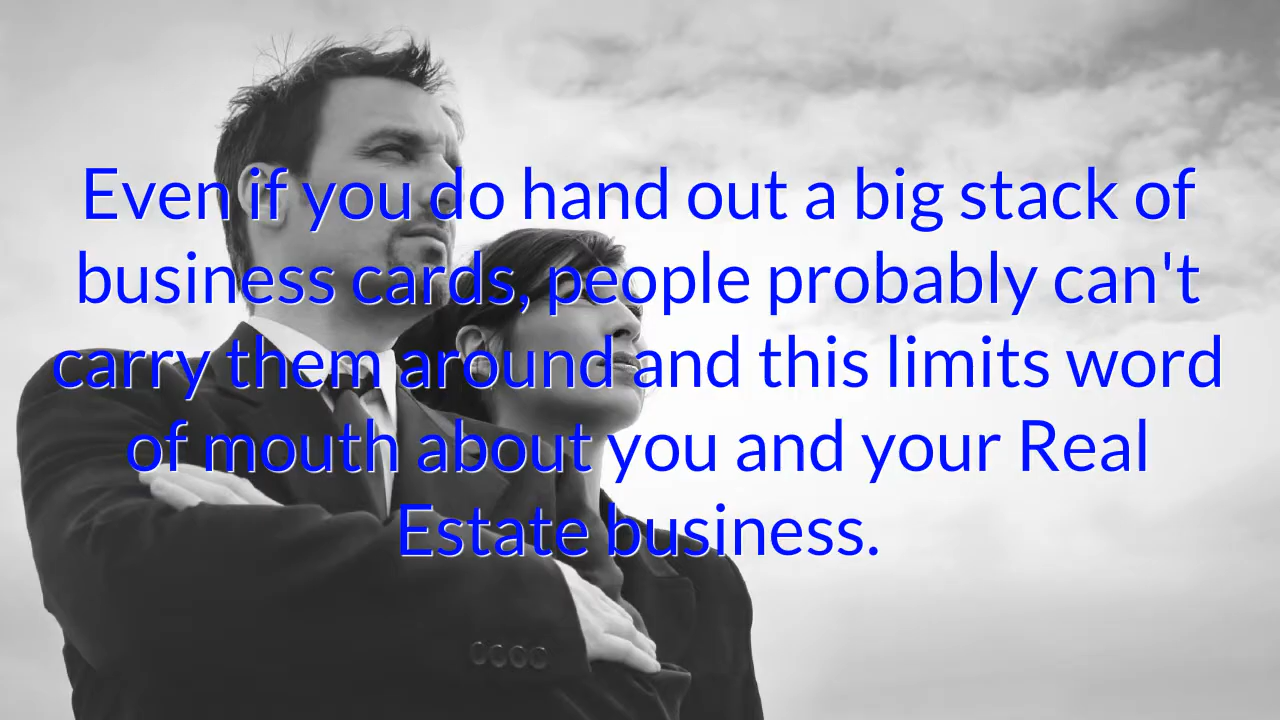 Even if you do hand out a big stack of
business cards, people probably can't
carry them around and this limits word
of mouth about you and your Real
Estate business.